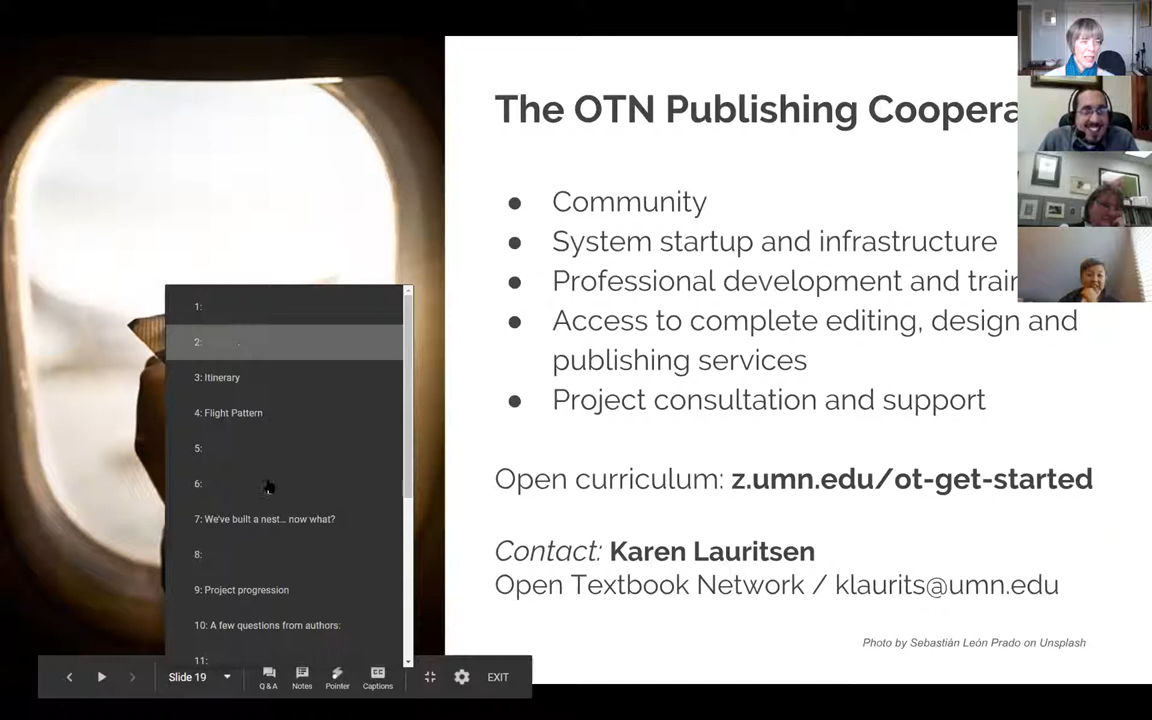 The OTN Publishing Coopera
● Community
● System startup and infrastructure
● Professional development and train
● Access to complete editing, design and
publishing services
● Project consultation and support
Open curriculum: z.umn.edu/ot-get-started
Contact: Karen Lauritsen
Open Textbook Network / klaurits@umn.edu
Photo by Sebastián León Prado on Unsplash
1:
2:
3: Itinerary
4: Flight Pattern
5:
6:
7: We've built a nest... now what?
8:
9: Project progression
10: A few questions from authors:
11:
Slide 19
Q & A
Notes
Pointer
Captions
EXIT